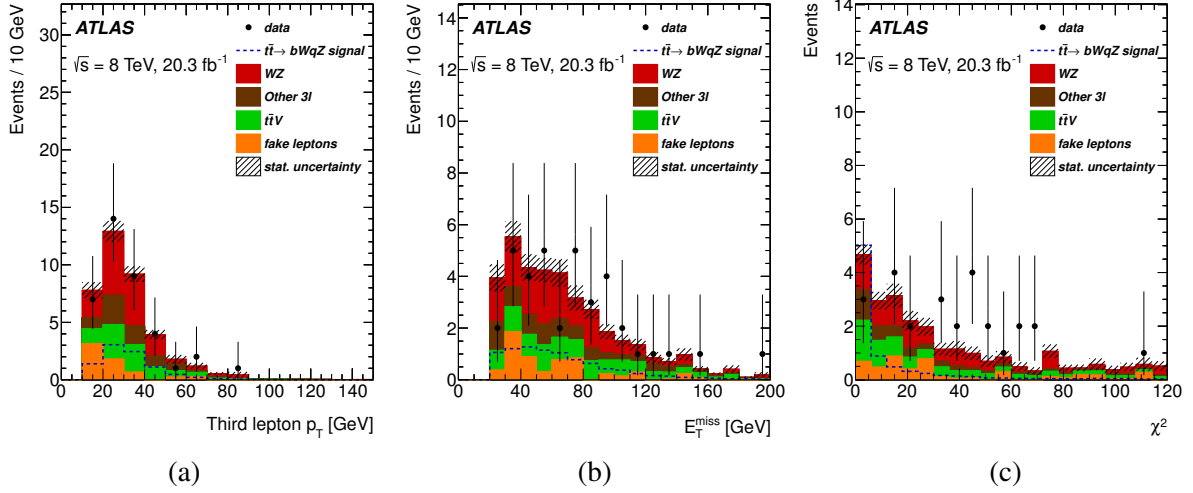 ATLAS
√s = 8 TeV, 20.3 fb⁻¹
data
tt̄→ bWqZ signal
WZ
Other 3l
tt̄V
fake leptons
stat. uncertainty
Events / 10 GeV
30
25
20
15
10
5
0
0 20 40 60 80 100 120 140
Third lepton p_T [GeV]
(a)
ATLAS
√s = 8 TeV, 20.3 fb⁻¹
data
tt̄→ bWqZ signal
WZ
Other 3l
tt̄V
fake leptons
stat. uncertainty
Events / 10 GeV
14
12
10
8
6
4
2
0
0 40 80 120 160 200
E_T^miss [GeV]
(b)
ATLAS
√s = 8 TeV, 20.3 fb⁻¹
data
tt̄→ bWqZ signal
WZ
Other 3l
tt̄V
fake leptons
stat. uncertainty
Events
14
12
10
8
6
4
2
0
0 20 40 60 80 100 120
χ²
(c)